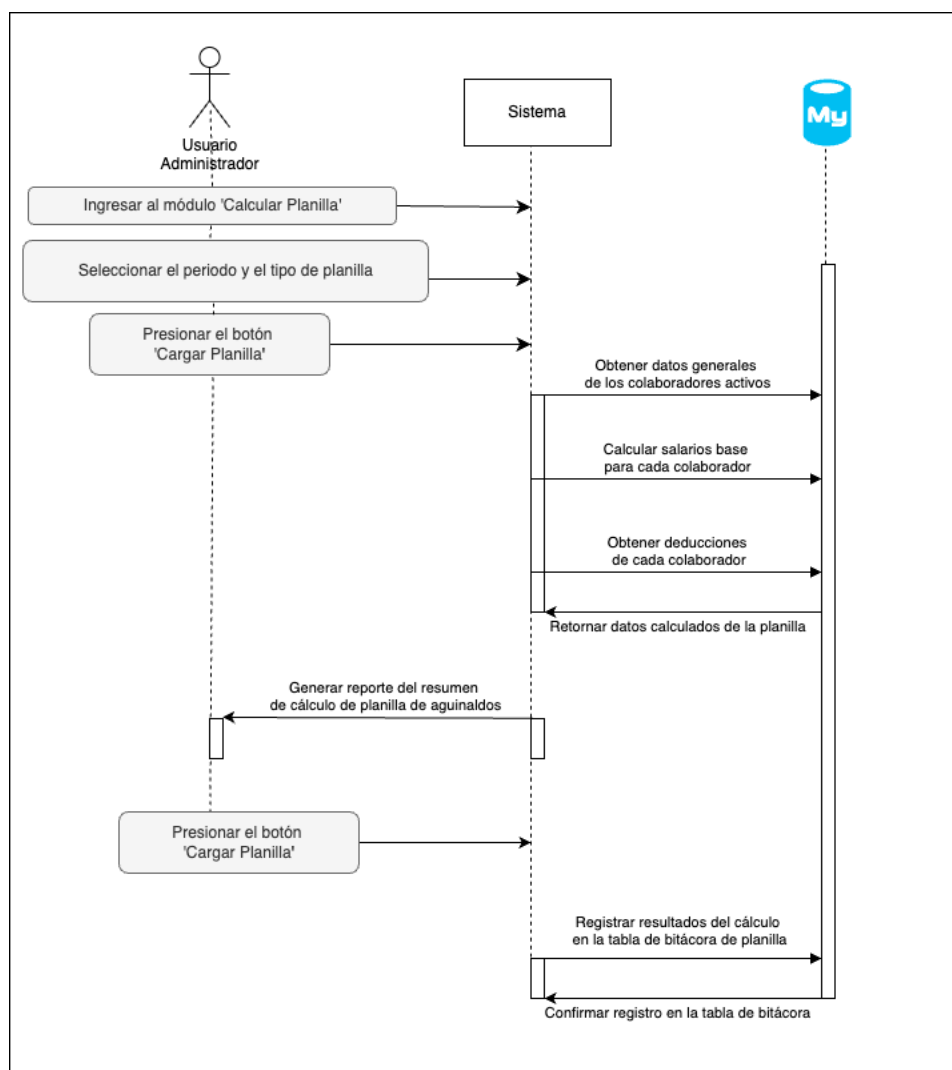 Usuario
Administrador
Sistema
My
Ingresar al módulo 'Calcular Planilla'
Seleccionar el periodo y el tipo de planilla
Presionar el botón
'Cargar Planilla'
Obtener datos generales
de los colaboradores activos
Calcular salarios base
para cada colaborador
Obtener deducciones
de cada colaborador
Retornar datos calculados de la planilla
Generar reporte del resumen
de cálculo de planilla de aguinaldos
Presionar el botón
'Cargar Planilla'
Registrar resultados del cálculo
en la tabla de bitácora de planilla
Confirmar registro en la tabla de bitácora